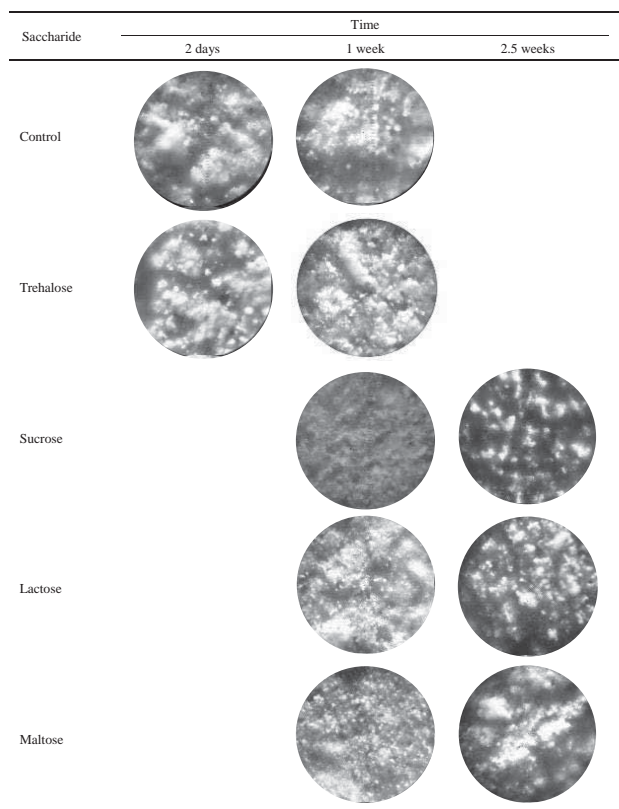 Saccharide
Time
2 days
1 week
2.5 weeks
Control
Trehalose
Sucrose
Lactose
Maltose